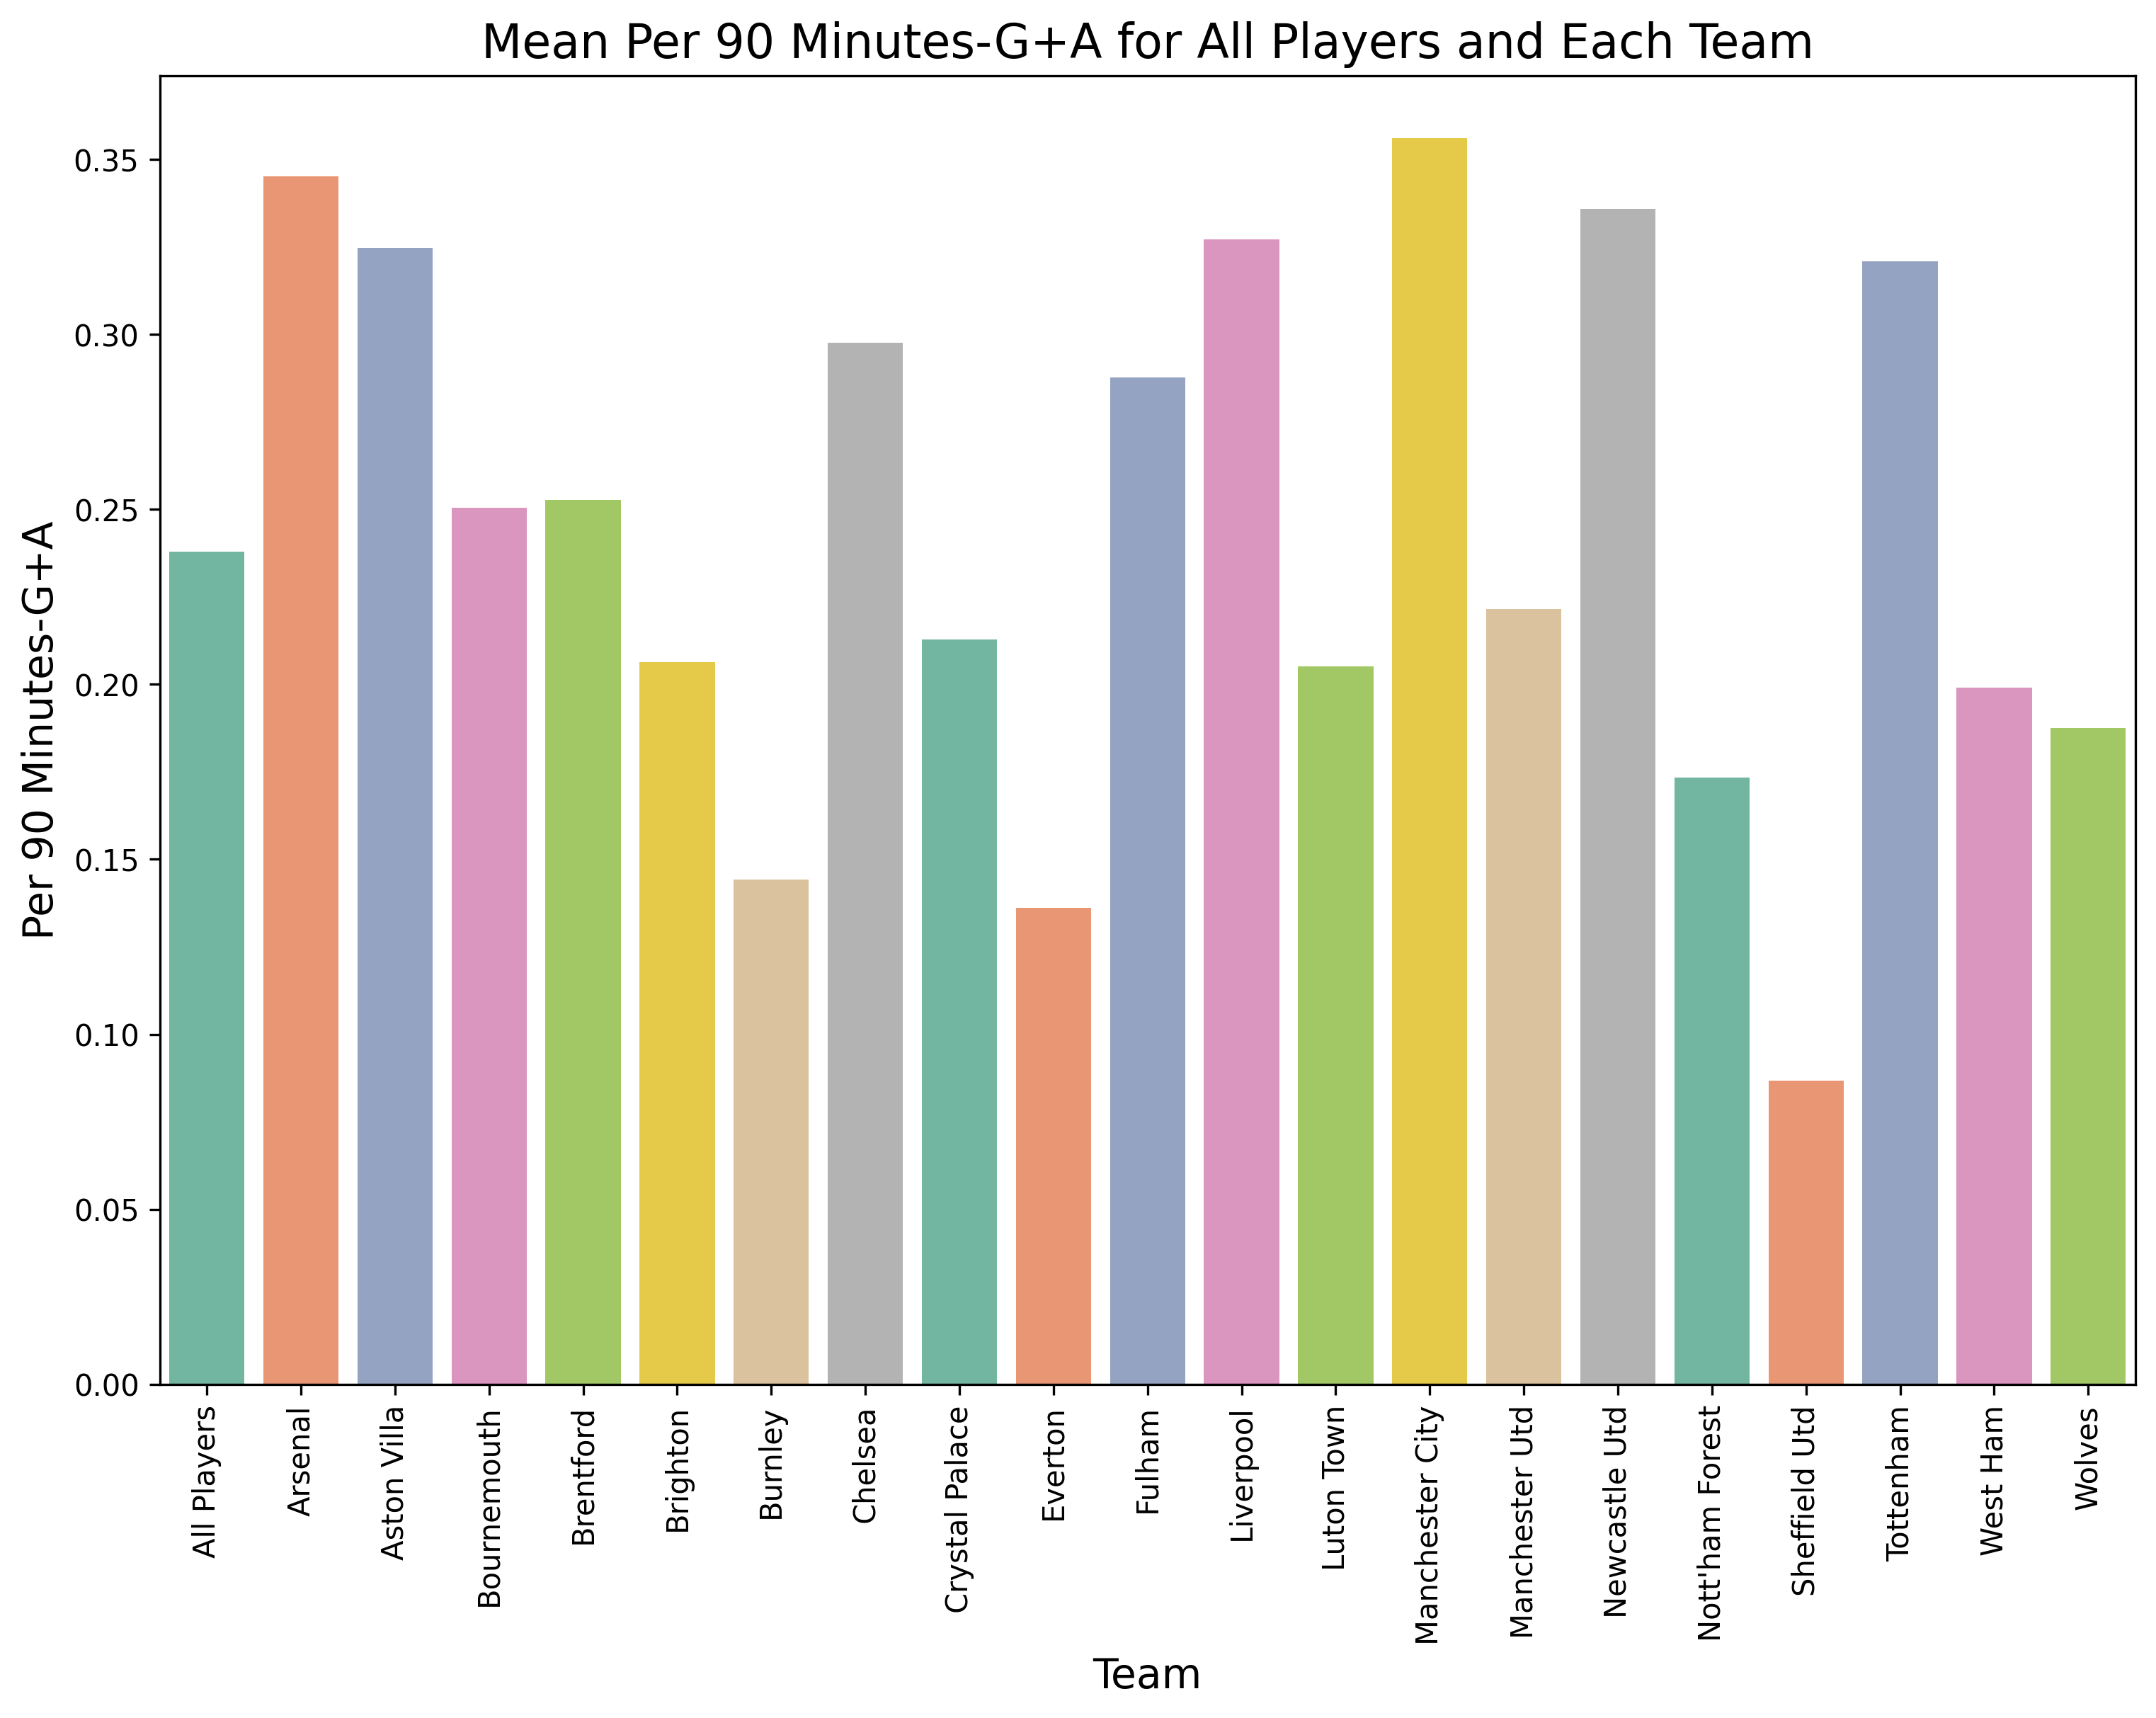 Mean Per 90 Minutes-G+A for All Players and Each Team
Per 90 Minutes-G+A
0.35
0.30
0.25
0.20
0.15
0.10
0.05
0.00
All Players
Arsenal
Aston Villa
Bournemouth
Brentford
Brighton
Burnley
Chelsea
Crystal Palace
Everton
Fulham
Liverpool
Luton Town
Manchester City
Manchester Utd
Newcastle Utd
Nott'ham Forest
Sheffield Utd
Tottenham
West Ham
Wolves
Team